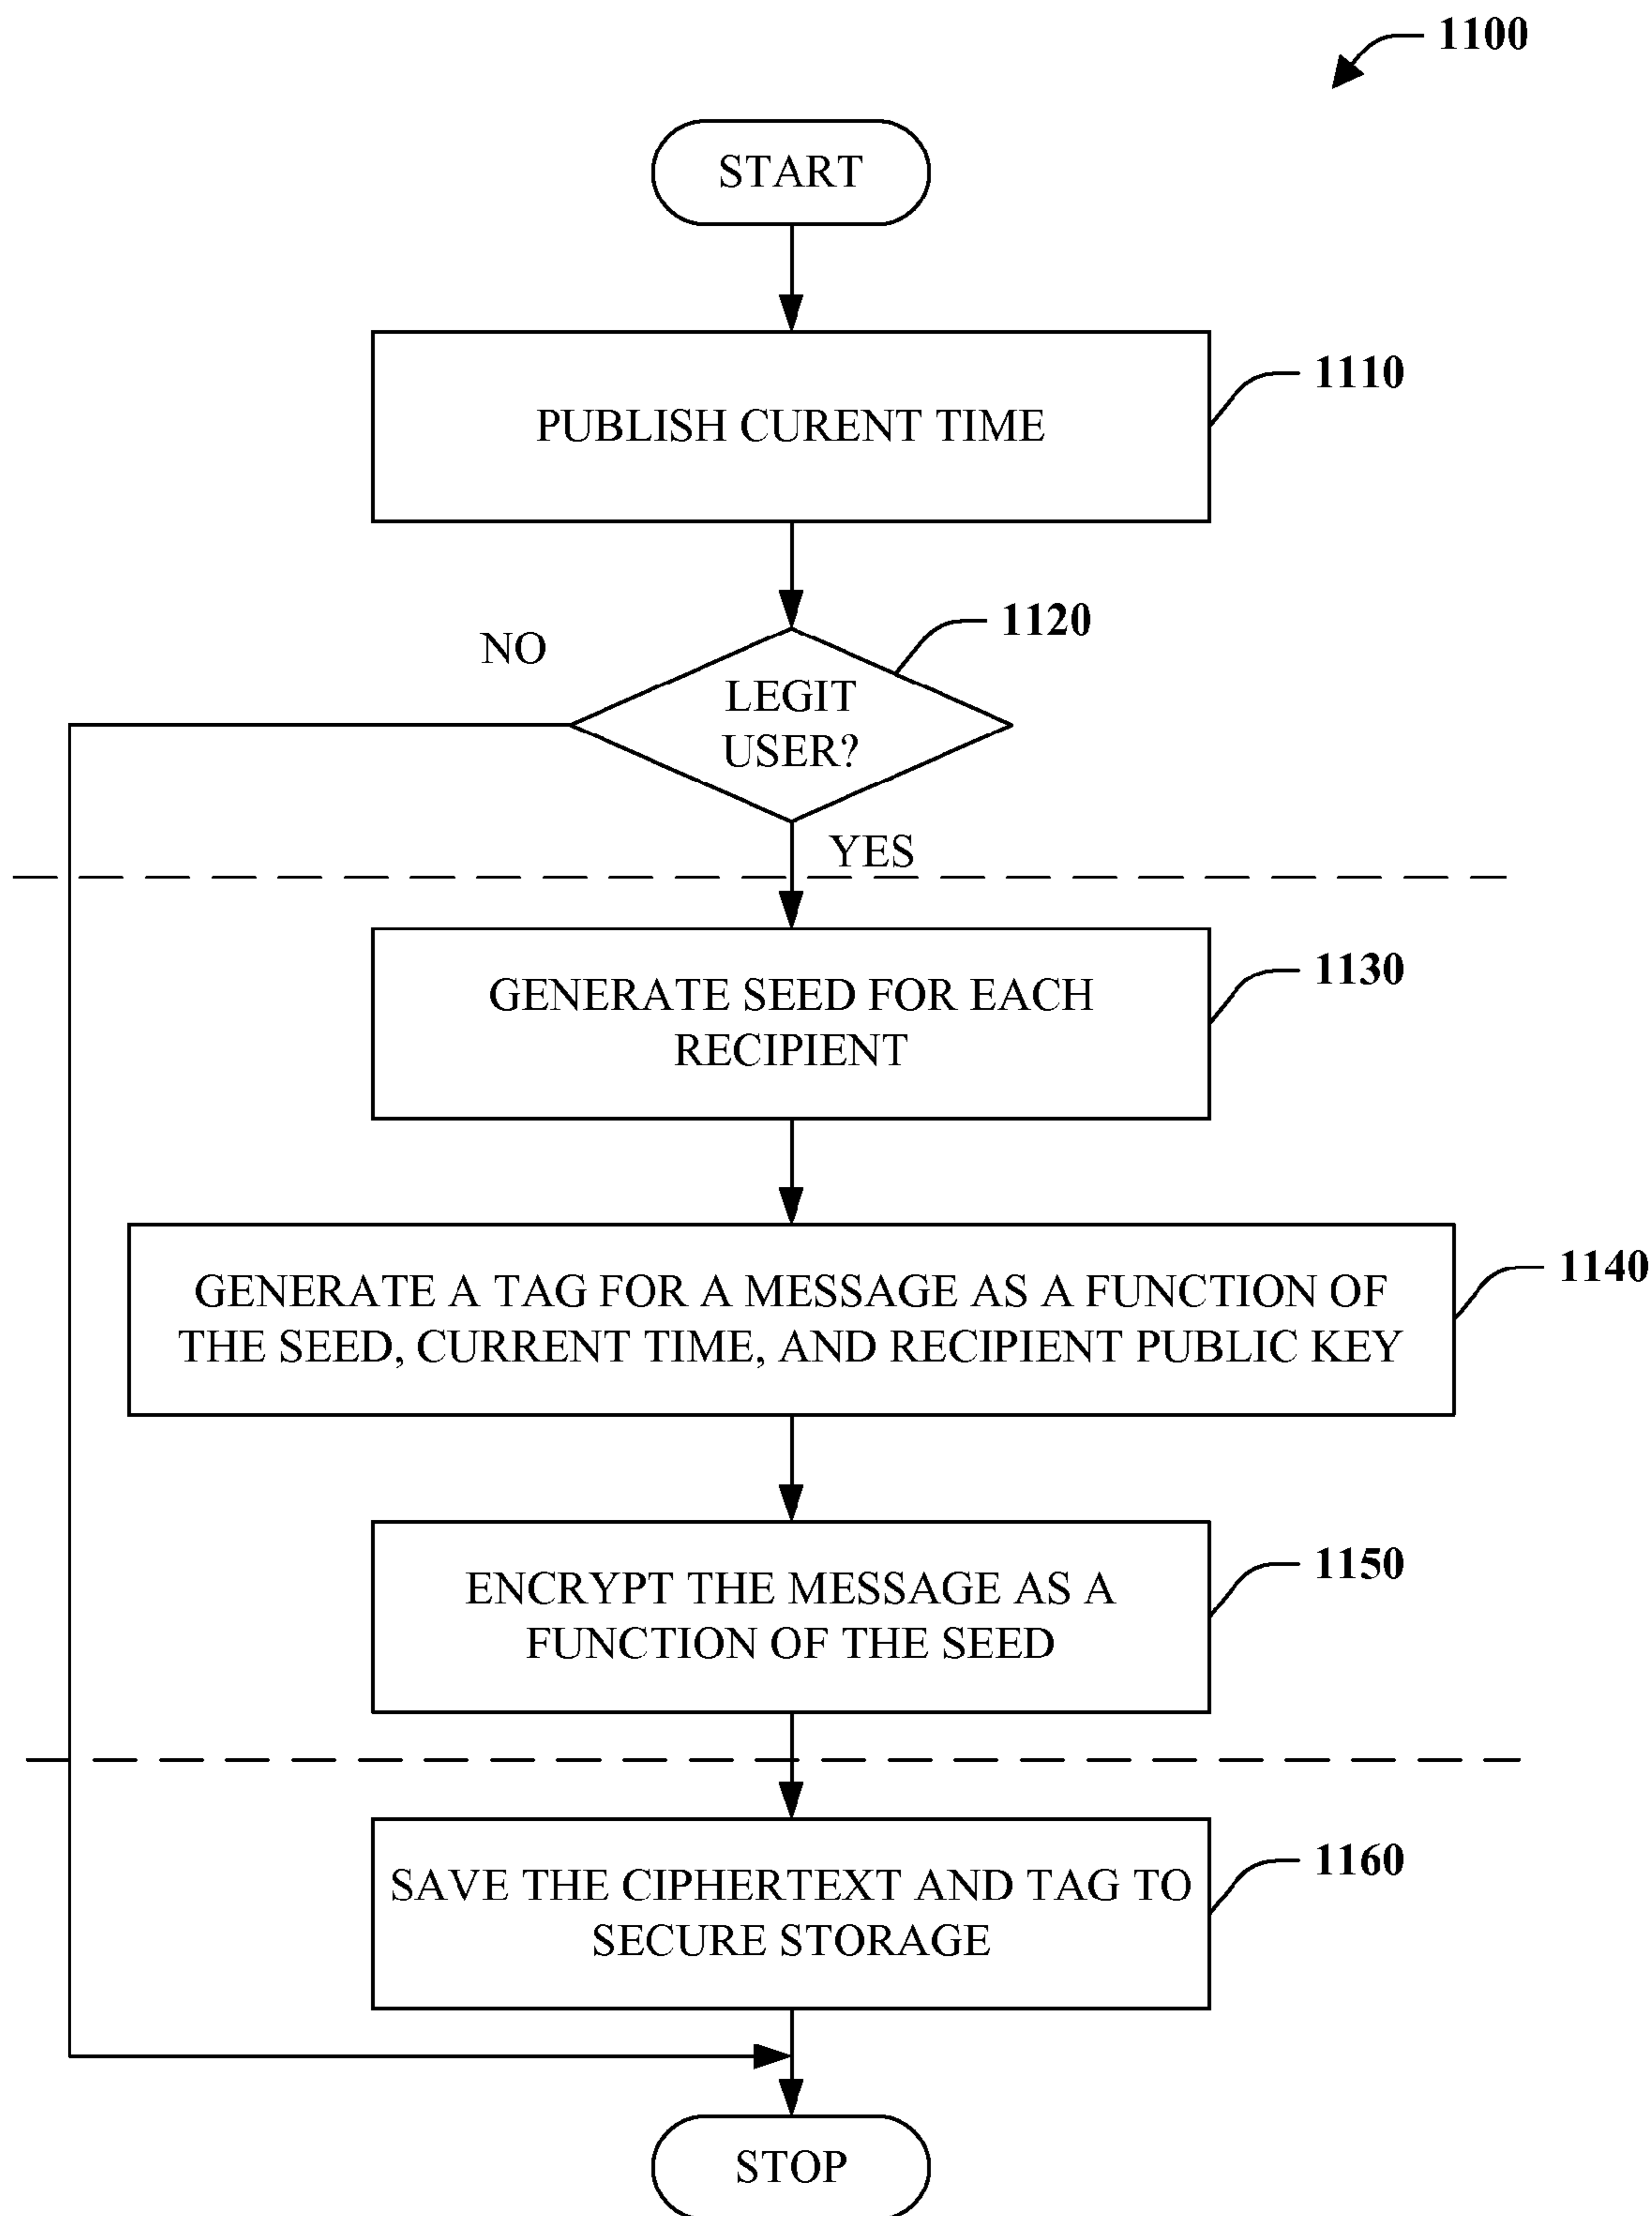 1100
START
PUBLISH CURENT TIME
1110
1120
NO
LEGIT
USER?
YES
GENERATE SEED FOR EACH
RECIPIENT
1130
GENERATE A TAG FOR A MESSAGE AS A FUNCTION OF
THE SEED, CURRENT TIME, AND RECIPIENT PUBLIC KEY
1140
ENCRYPT THE MESSAGE AS A
FUNCTION OF THE SEED
1150
SAVE THE CIPHERTEXT AND TAG TO
SECURE STORAGE
1160
STOP